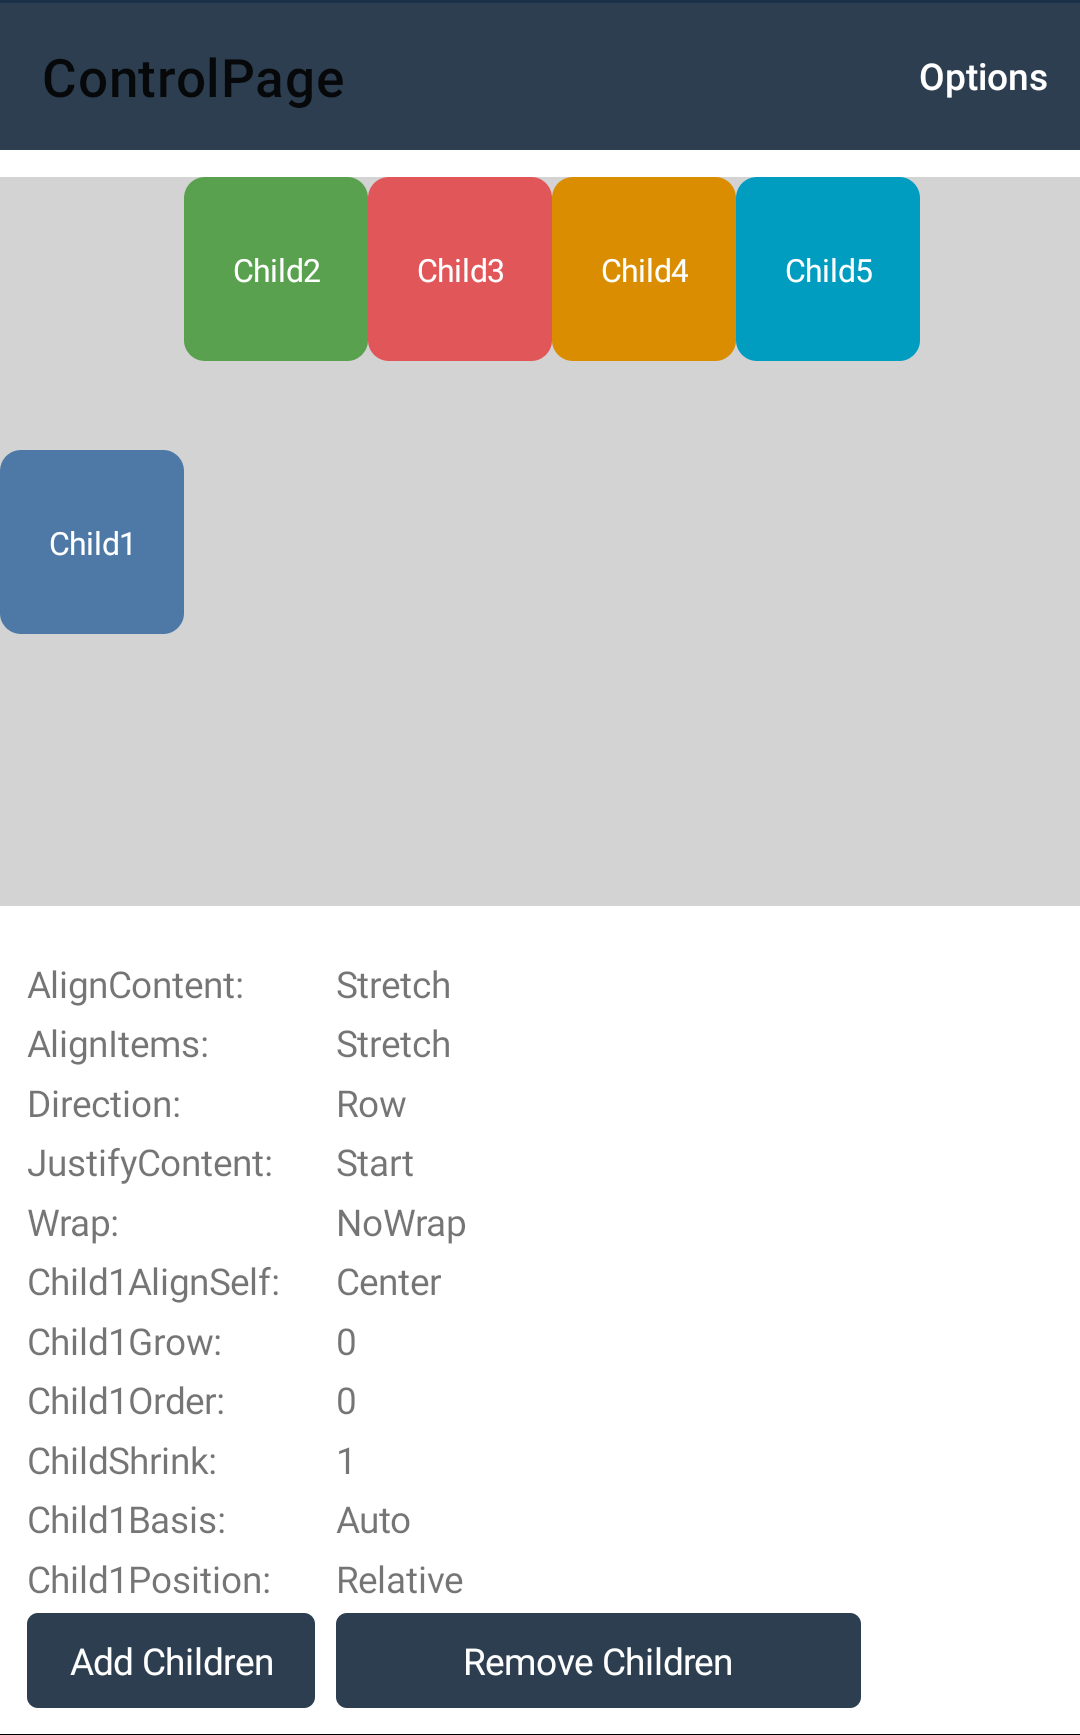 ControlPage Options
Child2 Child3 Child4 Child5
Child1
AlignContent: Stretch
AlignItems: Stretch
Direction: Row
JustifyContent: Start
Wrap: NoWrap
Child1AlignSelf: Center
Child1Grow: 0
Child1Order: 0
ChildShrink: 1
Child1Basis: Auto
Child1Position: Relative
Add Children Remove Children